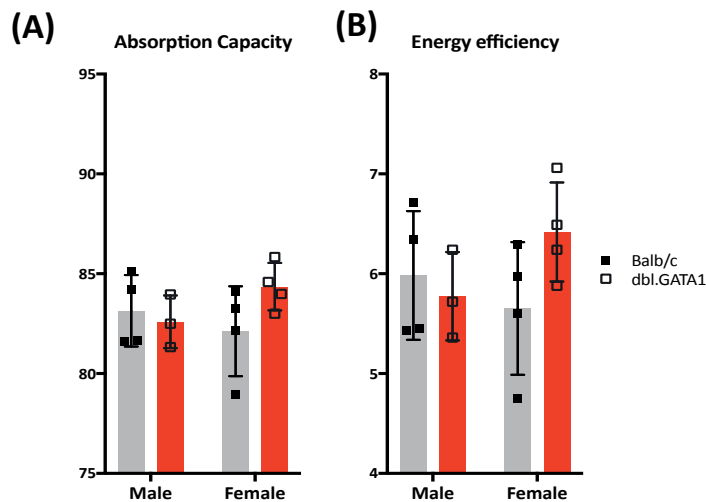 (A)
Absorption Capacity
95
90
85
80
75
Male
Female
(B)
Energy efficiency
8
7
6
5
4
Male
Female
Balb/c
dbl.GATA1